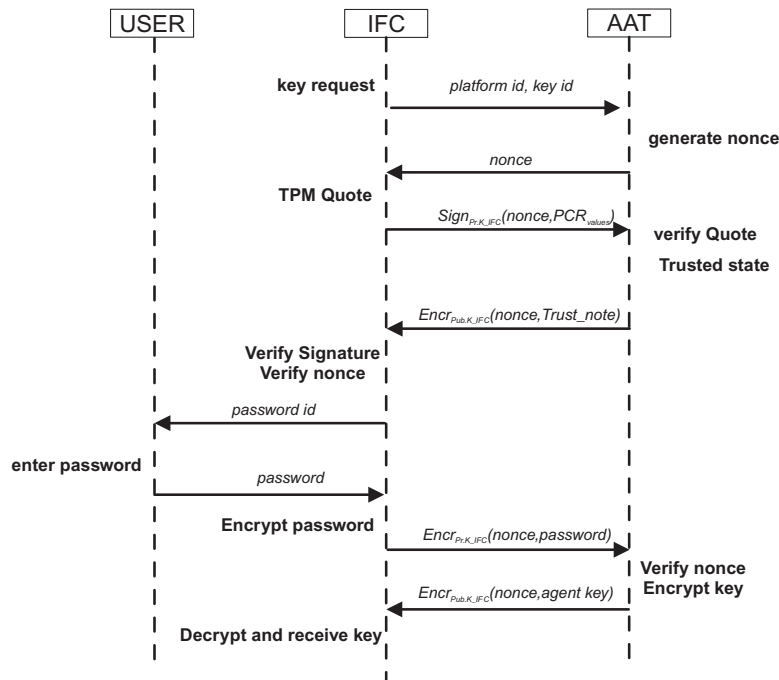 USER
IFC
AAT
key request
platform id, key id
generate nonce
nonce
TPM Quote
Sign_Pr.K_IFC(nonce,PCR_values)
verify Quote
Trusted state
Encr_Pub.K_IFC(nonce,Trust_note)
Verify Signature
Verify nonce
password id
enter password
password
Encrypt password
Encr_Pr.K_IFC(nonce,password)
Verify nonce
Encrypt key
Encr_Pub.K_IFC(nonce,agent key)
Decrypt and receive key